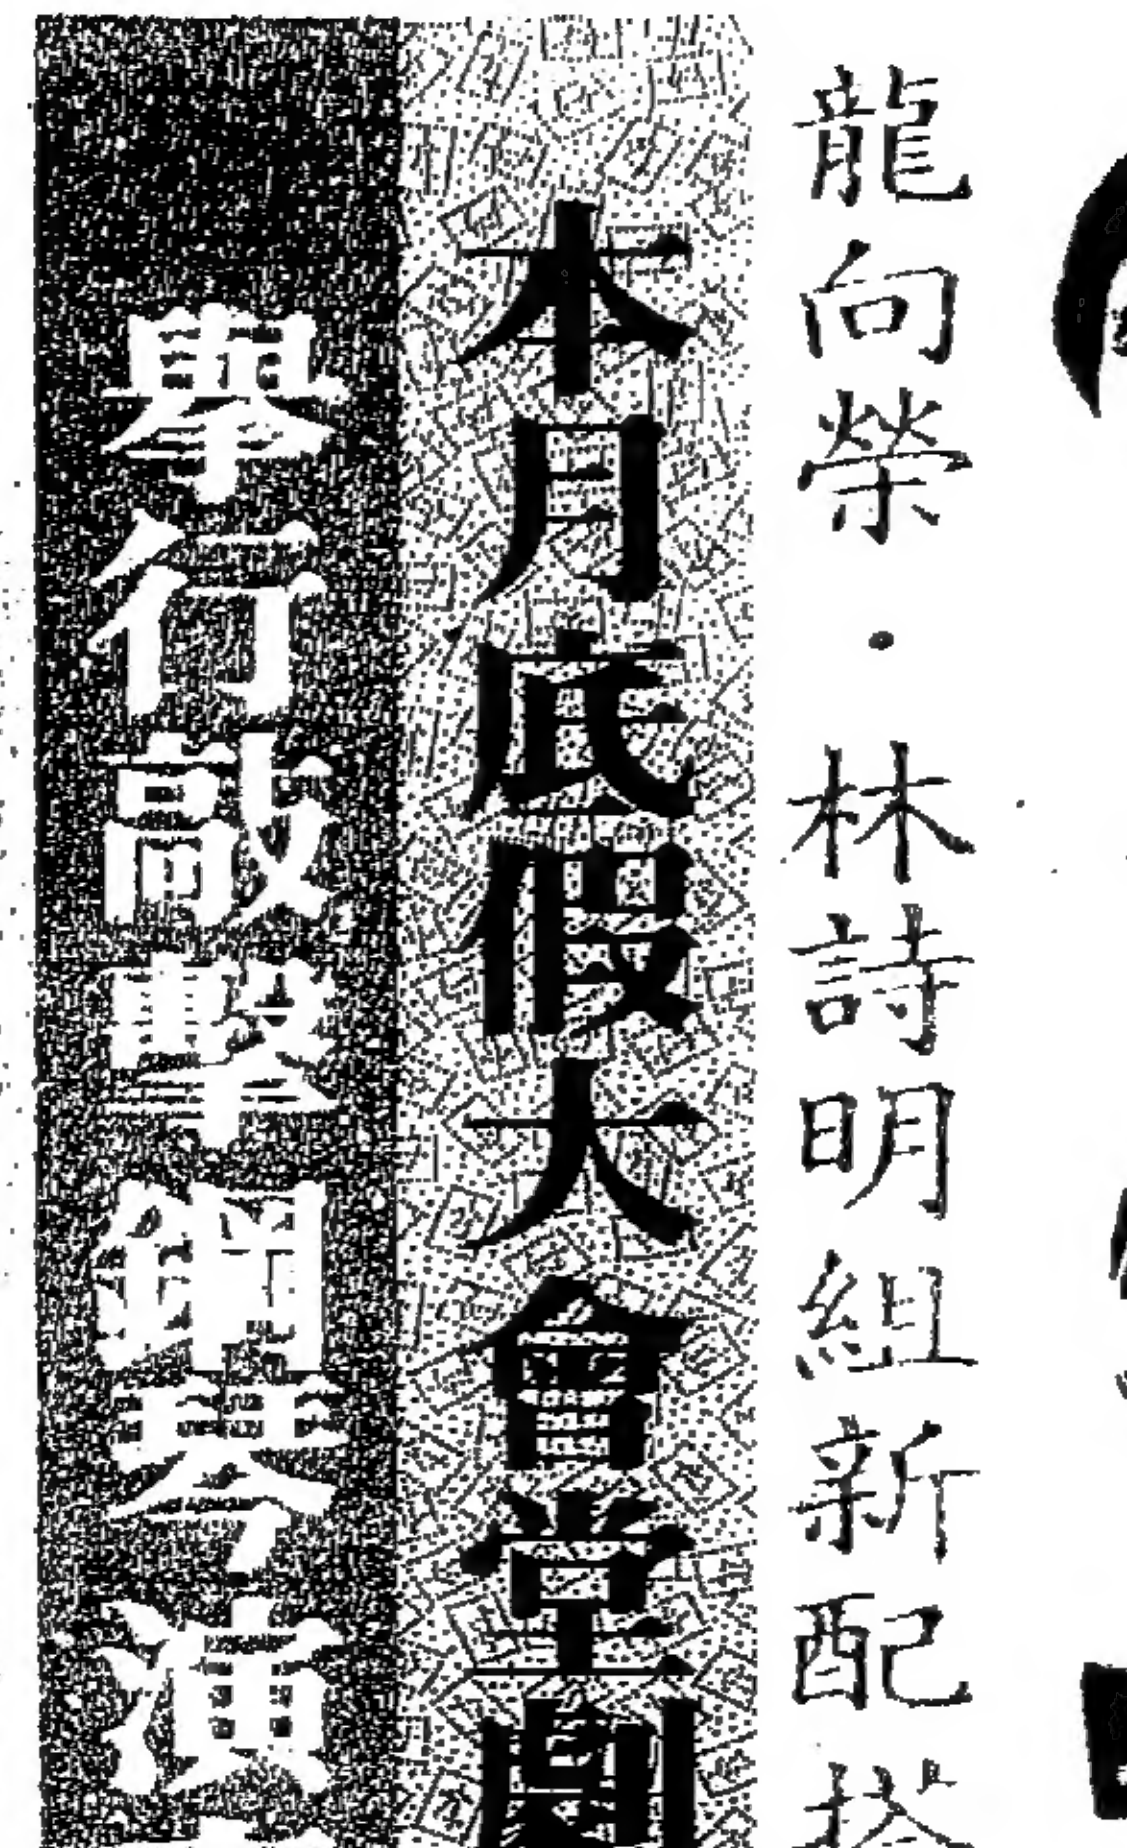 龍向榮·林詩明組新配搭
本月底假大會堂劇
舉行敲擊鋼琴演